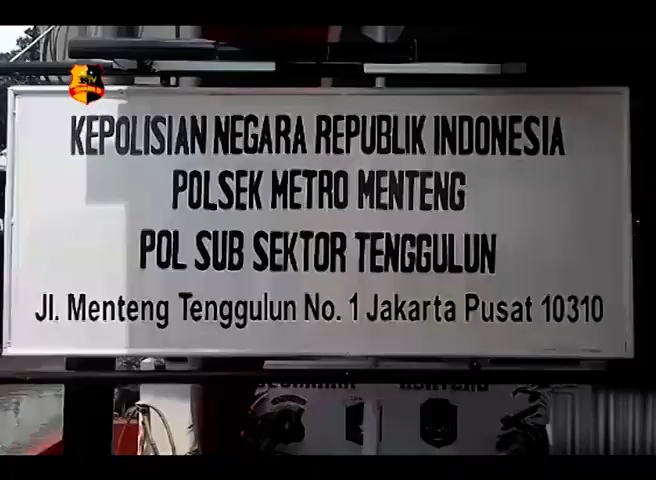 KEPOLISIAN NEGARA REPUBLIK INDONESIA
POLSEK METRO MENTENG
POL SUB SEKTOR TENGGULUN
Jl. Menteng Tenggulun No. 1 Jakarta Pusat 10310